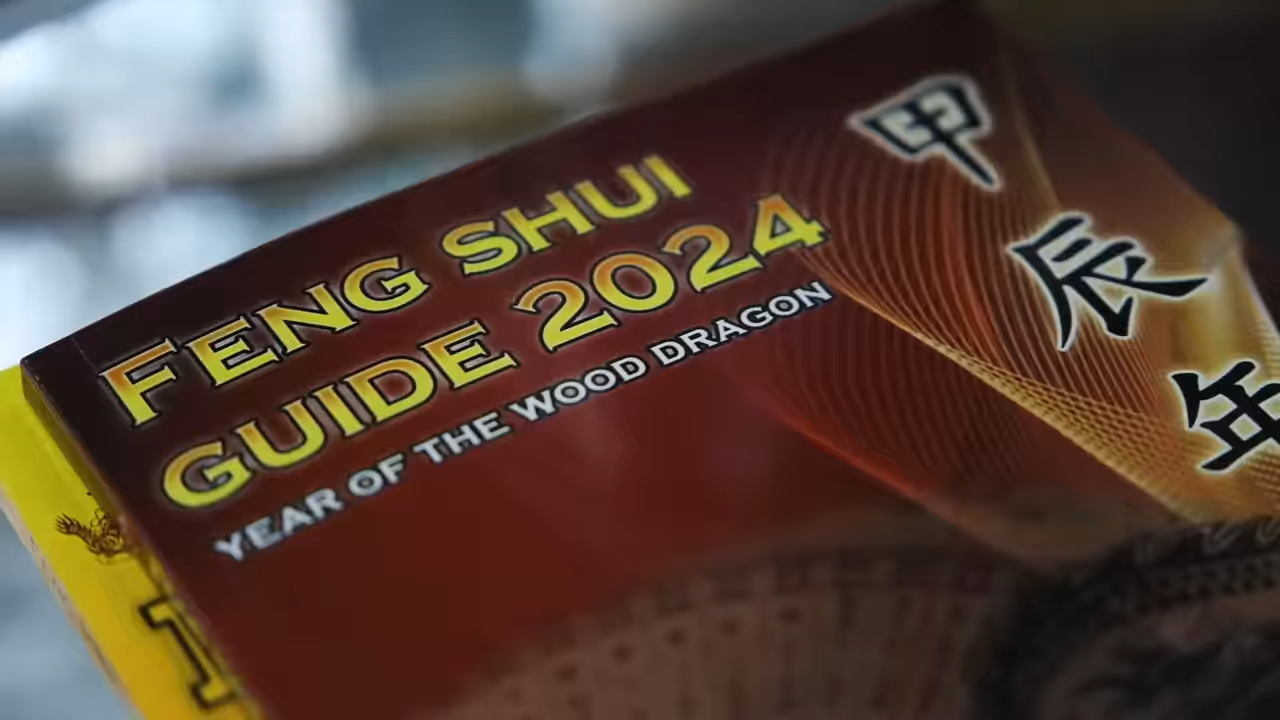 FENG SHUI
GUIDE 2024
YEAR OF THE WOOD DRAGON
甲
辰
年